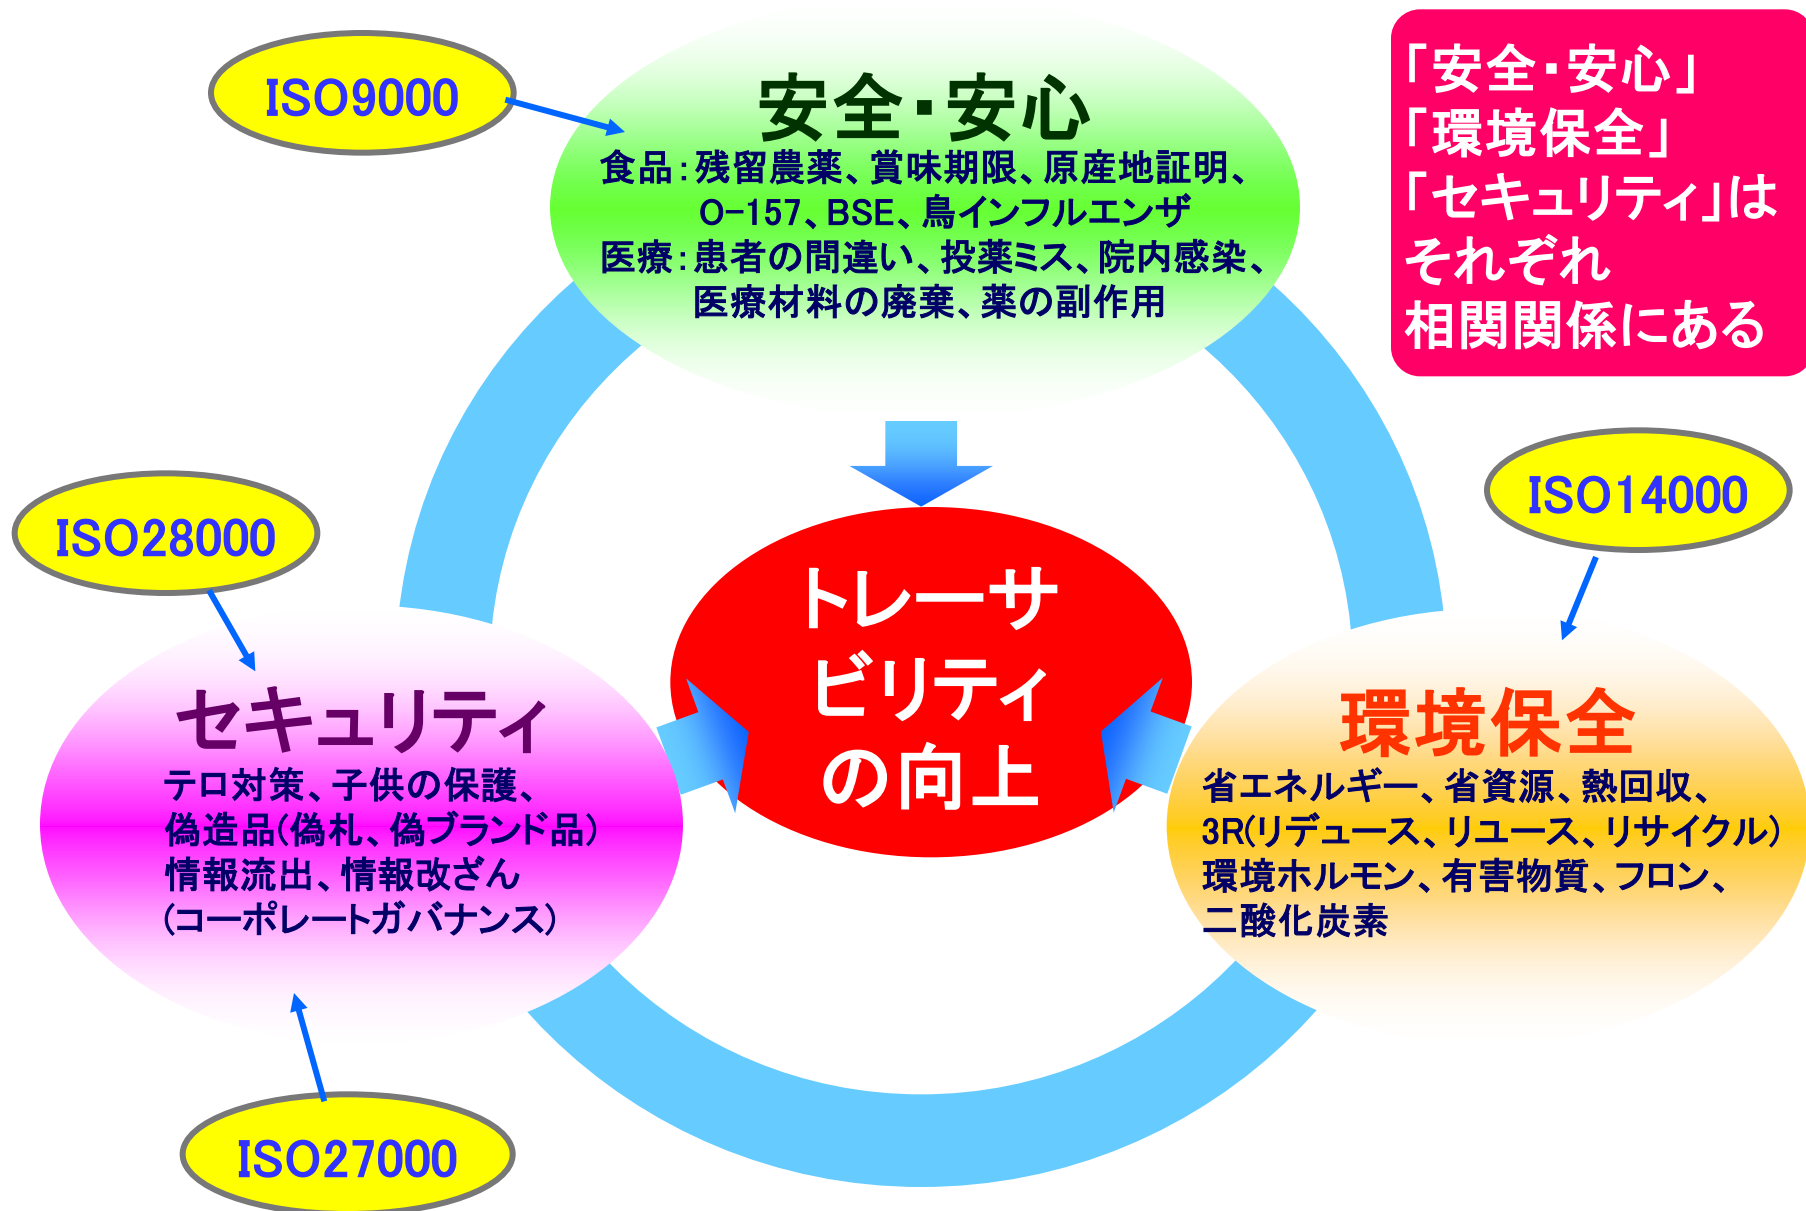 ISO9000
安全・安心
食品:残留農薬、賞味期限、原産地証明、
O-157、BSE、鳥インフルエンザ
医療:患者の間違い、投薬ミス、院内感染、
医療材料の廃棄、薬の副作用
「安全・安心」
「環境保全」
「セキュリティ」は
それぞれ
相関関係にある
ISO28000
ISO14000
トレーサ
ビリティ
の向上
セキュリティ
テロ対策、子供の保護、
偽造品(偽札、偽ブランド品)
情報流出、情報改ざん
(コーポレートガバナンス)
環境保全
省エネルギー、省資源、熱回収、
3R(リデュース、リユース、リサイクル)
環境ホルモン、有害物質、フロン、
二酸化炭素
ISO27000